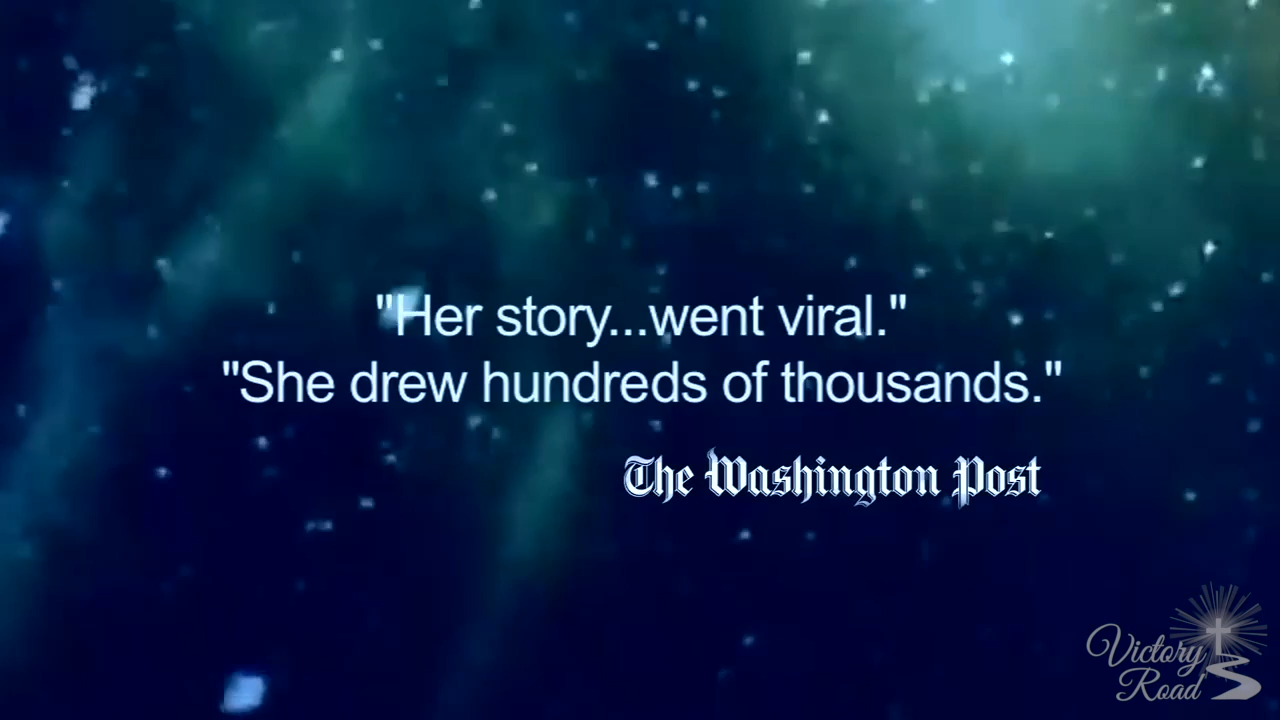 "Her story...went viral."
"She drew hundreds of thousands."
The Washington Post
Victory
Road